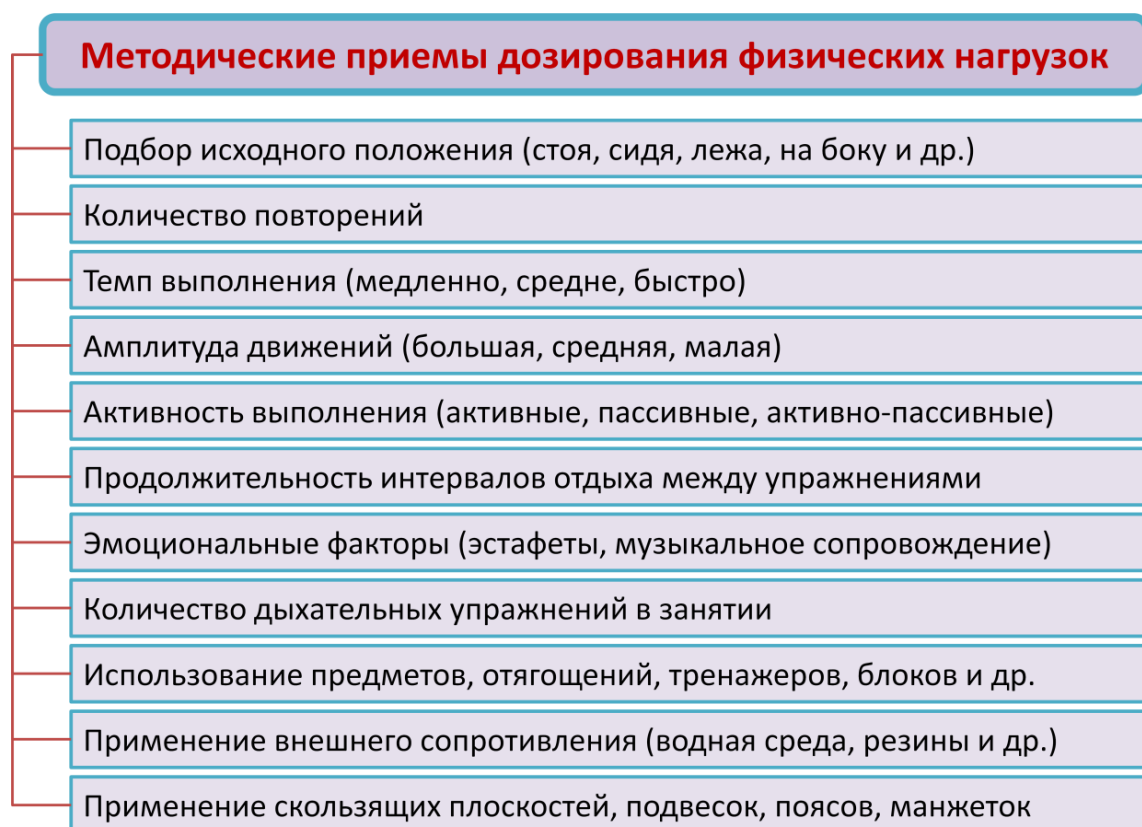 Методические приемы дозирования физических нагрузок
Подбор исходного положения (стоя, сидя, лежа, на боку и др.)
Количество повторений
Темп выполнения (медленно, средне, быстро)
Амплитуда движений (большая, средняя, малая)
Активность выполнения (активные, пассивные, активно-пассивные)
Продолжительность интервалов отдыха между упражнениями
Эмоциональные факторы (эстафеты, музыкальное сопровождение)
Количество дыхательных упражнений в занятии
Использование предметов, отягощений, тренажеров, блоков и др.
Применение внешнего сопротивления (водная среда, резины и др.)
Применение скользящих плоскостей, подвесок, поясов, манжеток